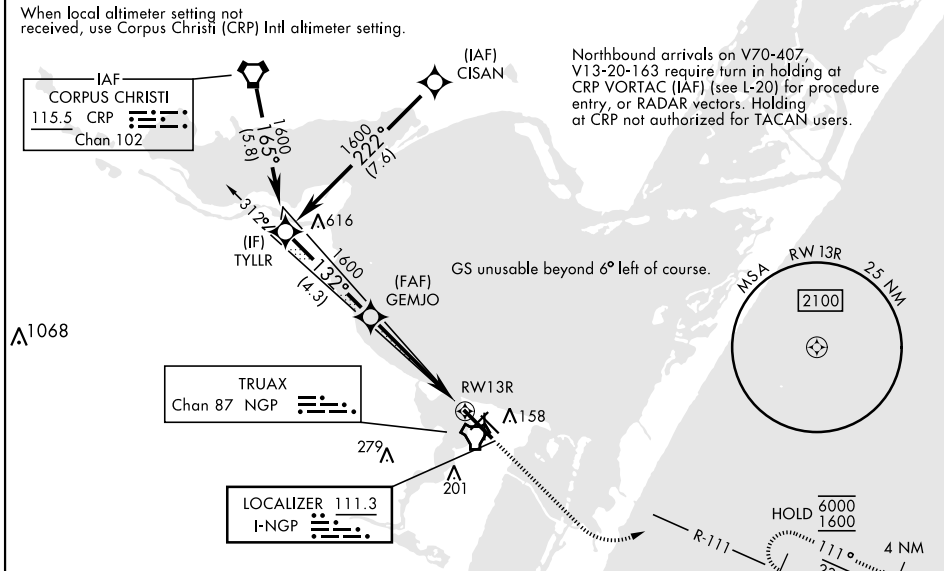 When local altimeter setting not
received, use Corpus Christi (CRP) Intl altimeter setting.
IAF
CORPUS CHRISTI
115.5 CRP
Chan 102
(IAF)
CISAN
Northbound arrivals on V70-407,
V13-20-163 require turn in holding at
CRP VORTAC (IAF) (see L-20) for procedure
entry, or RADAR vectors. Holding
at CRP not authorized for TACAN users.
1600
165°
(5.8)
1600
222°
(7.6)
312°
(IF)
TYLLR
616
1600
132°
(4.3)
(FAF)
GEMJO
GS unusable beyond 6° left of course.
MSA RW 13R 25 NM
2100
1068
TRUAX
Chan 87 NGP
RW13R
158
279
201
LOCALIZER 111.3
I-NGP
R-111
HOLD 6000
1600
111°
4 NM